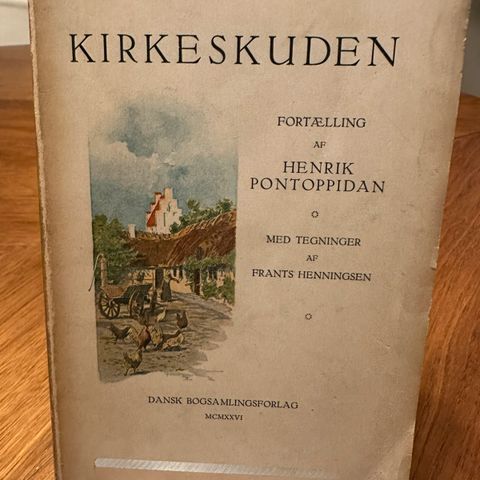 KIRKESKUDEN
FORTÆLLING
AF
HENRIK
PONTOPPIDAN
MED TEGNINGER
AF
FRANTS HENNINGSEN
DANSK BOGSAMLINGSFORLAG
MCMXXVI